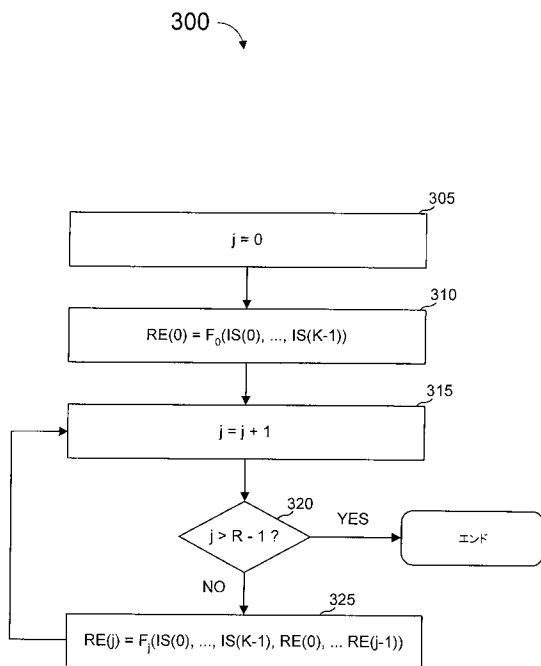 300
305
j = 0
310
RE(0) = F0(IS(0), ..., IS(K-1))
315
j = j + 1
320
j > R - 1 ?
YES
エンド
NO
325
RE(j) = Fj(IS(0), ..., IS(K-1), RE(0), ... RE(j-1))